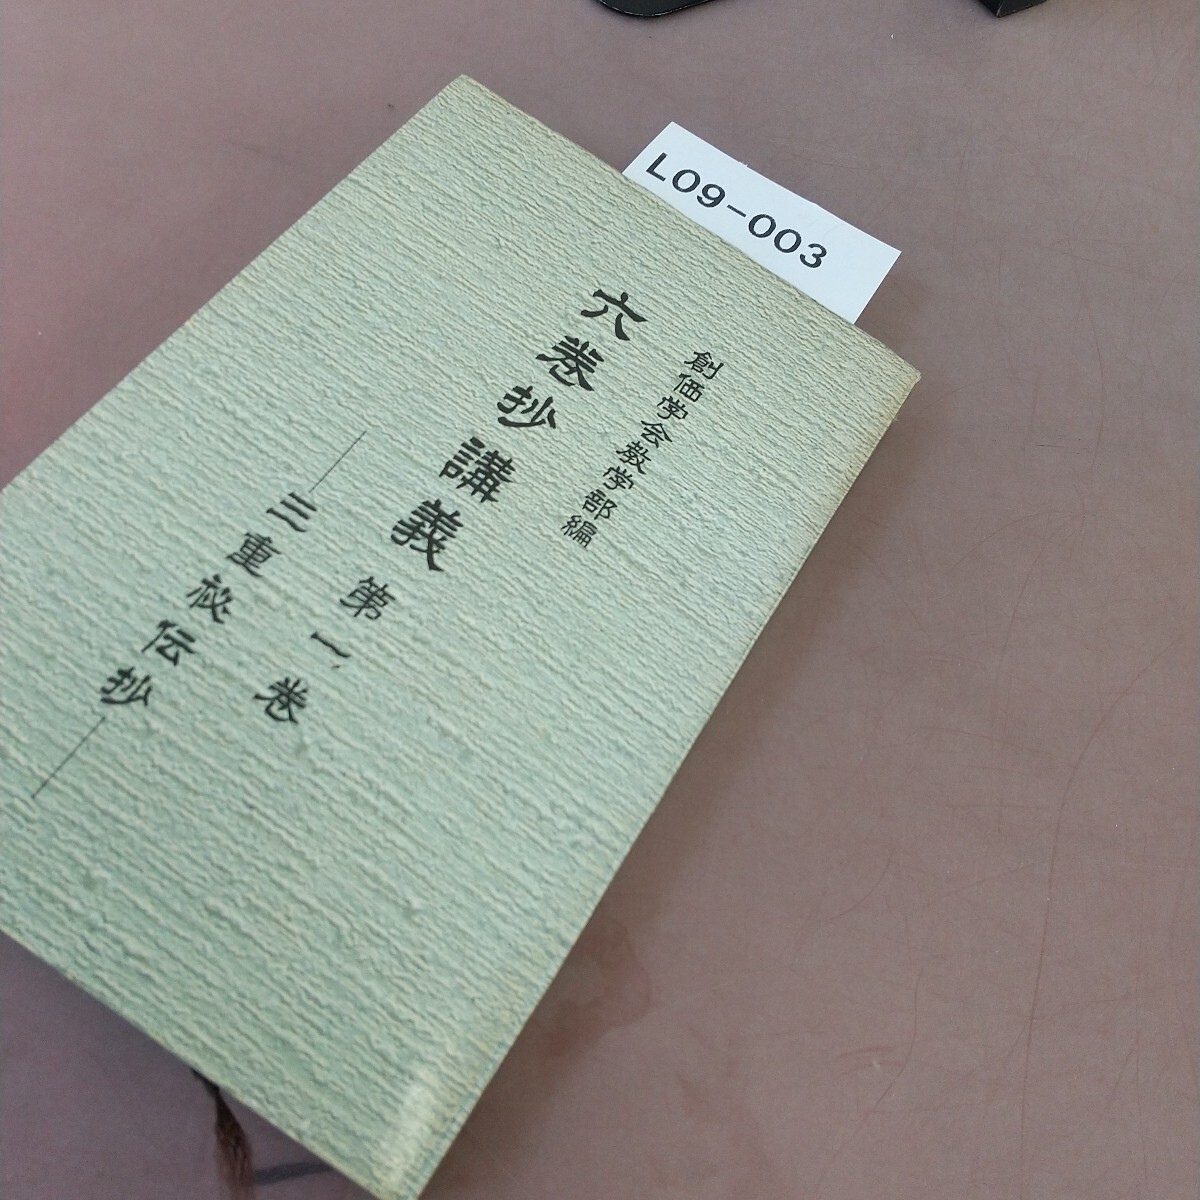 L09-003
創価学会教学部編
六巻抄講義 第一巻
―三重秘伝抄―